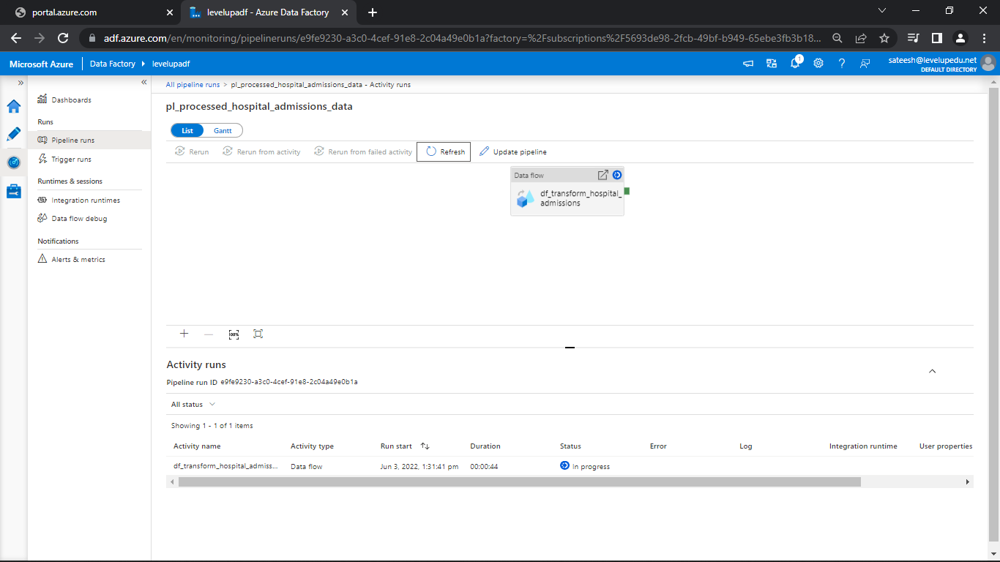 portal.azure.com
levelupadf - Azure Data Factory
adf.azure.com/en/monitoring/pipelineruns/e9fe9230-a3c0-4cef-91e8-2c04a49e0b1a?factory=%2Fsubscriptions%2F5693de98-2fcb-49bf-b949-65ebe3fb3b18...
Microsoft Azure
Data Factory
levelupadf
1
sateesh@levelupedu.net
DEFAULT DIRECTORY
Dashboards
Runs
Pipeline runs
Trigger runs
Runtimes & sessions
Integration runtimes
Data flow debug
Notifications
Alerts & metrics
All pipeline runs > pl_processed_hospital_admissions_data - Activity runs
pl_processed_hospital_admissions_data
List Gantt
Rerun Rerun from activity Rerun from failed activity Refresh Update pipeline
Data flow
df_transform_hospital_
admissions
100%
Activity runs
Pipeline run ID e9fe9230-a3c0-4cef-91e8-2c04a49e0b1a
All status
Showing 1 - 1 of 1 items
Activity name Activity type Run start Duration Status Error Log Integration runtime User properties
df_transform_hospital_admiss... Data flow Jun 3, 2022, 1:31:41 pm 00:00:44 In progress